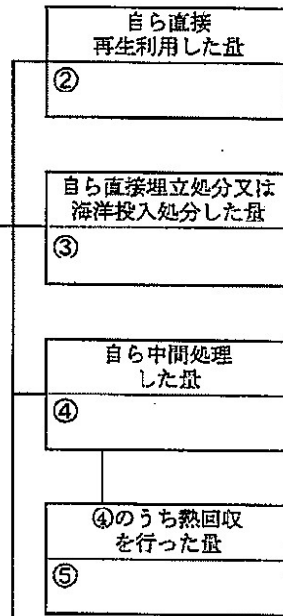 自ら直接
再生利用した量
②
自ら直接埋立処分又は
海洋投入処分した量
③
自ら中間処理
した量
④
④のうち熱回収
を行った量
⑤